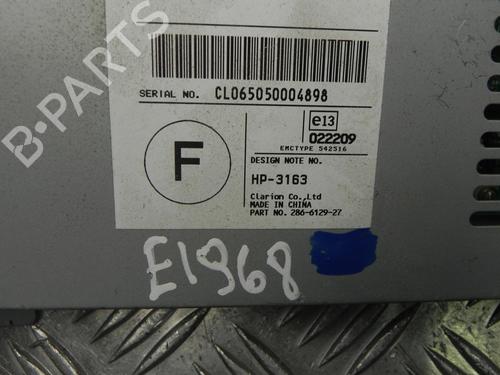 B-PARTS
SERIAL NO. CL065050004898
e13
022209
EMCTYPE 542516
F
DESIGN NOTE NO.
HP-3163
Clarion Co.,Ltd
MADE IN CHINA
PART NO. 286-6129-27
E1968